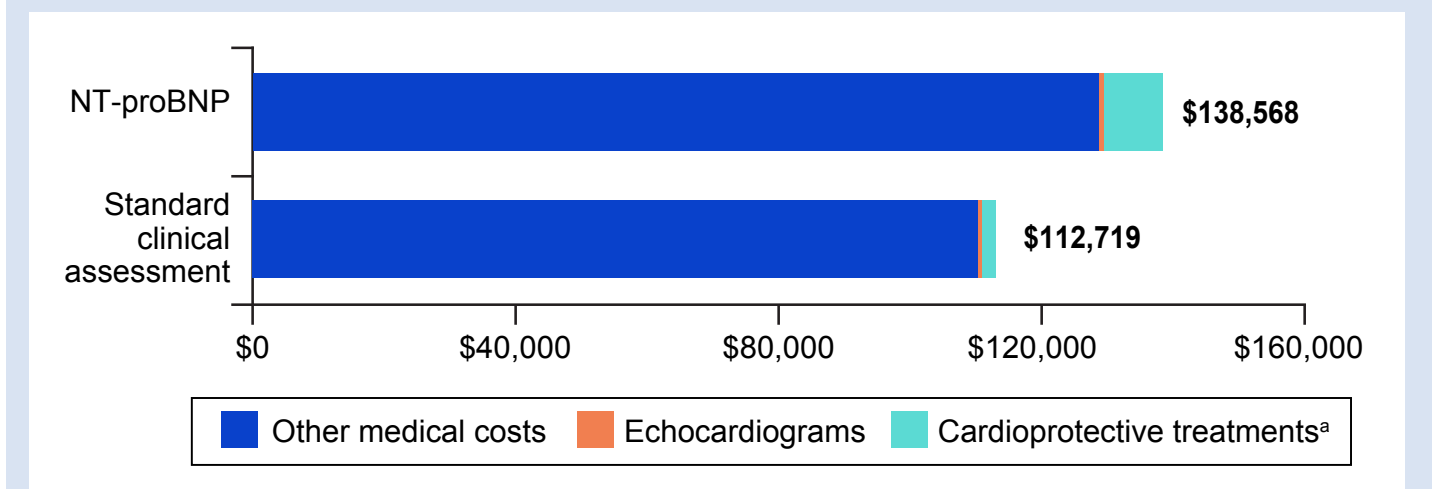 NT-proBNP
$138,568
Standard
clinical
assessment
$112,719
$0 $40,000 $80,000 $120,000 $160,000
Other medical costs Echocardiograms Cardioprotective treatmentsᵃ